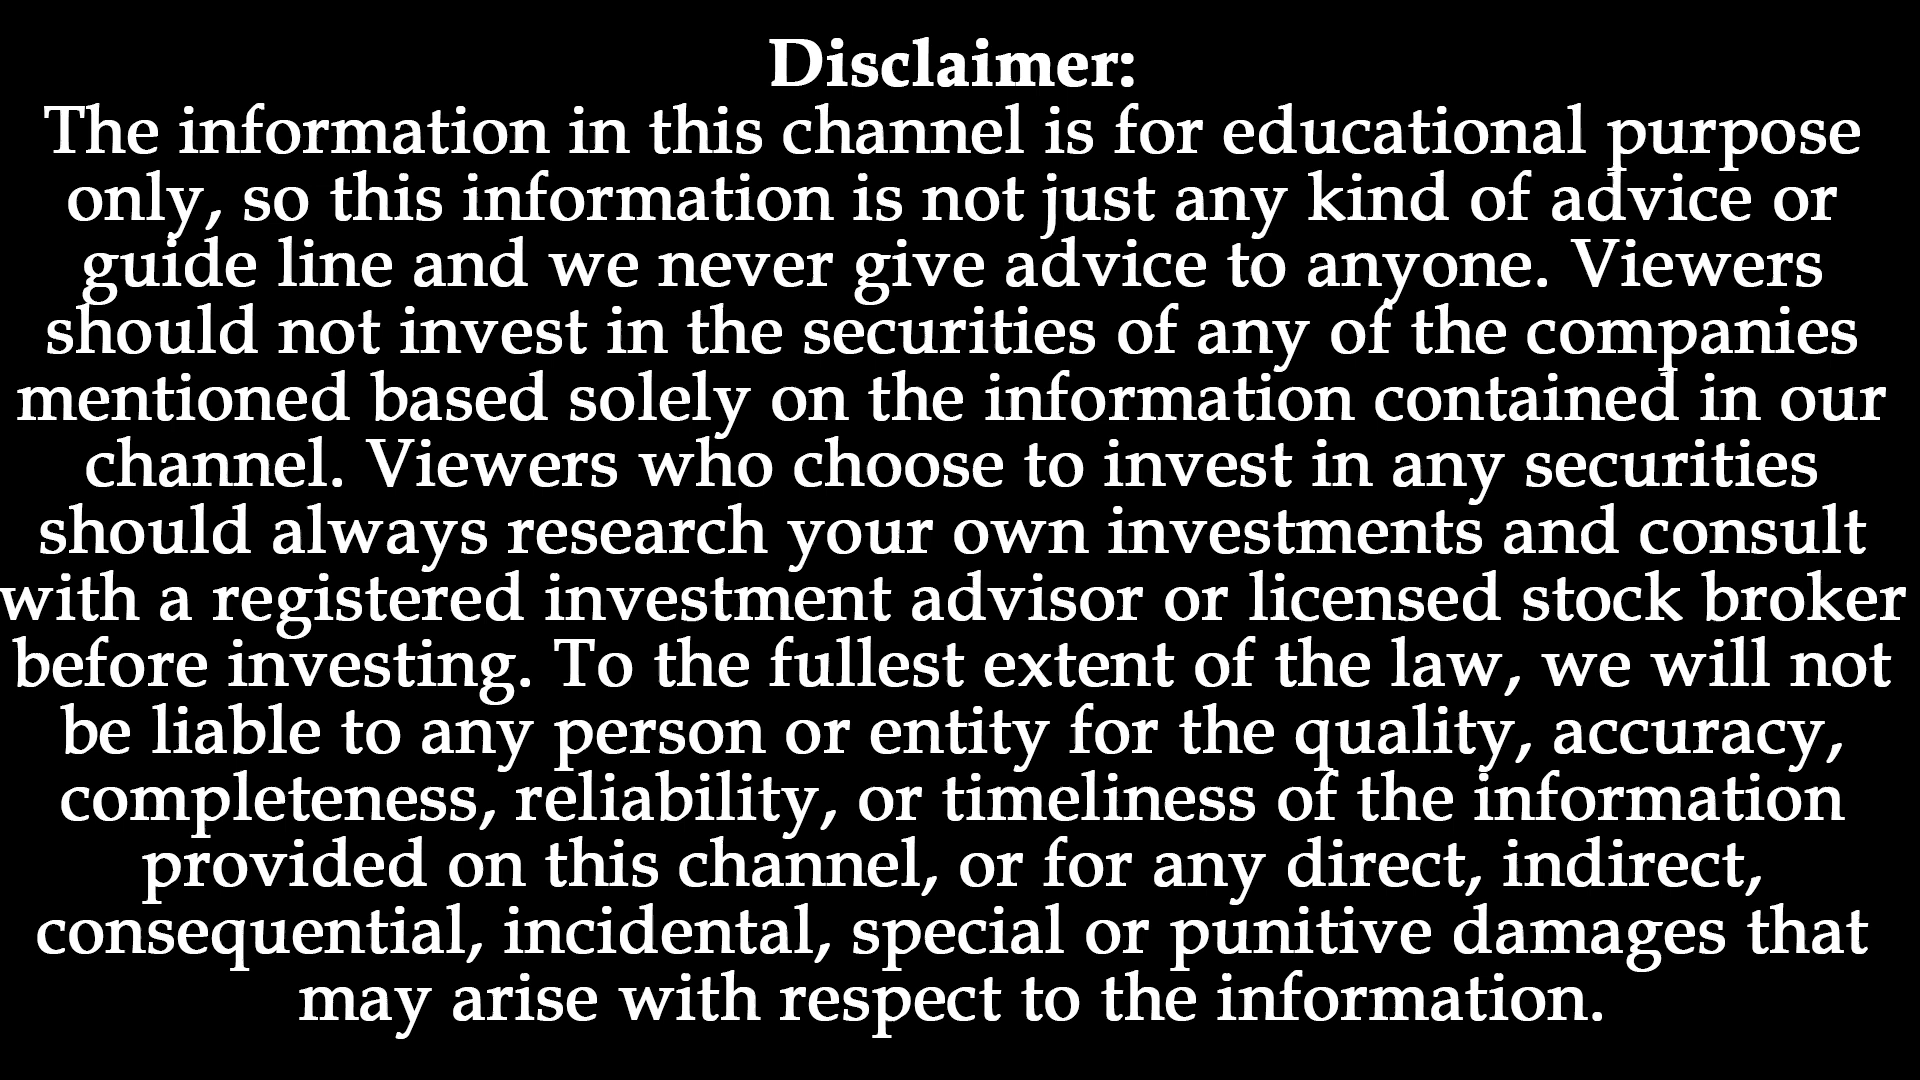 Disclaimer:
The information in this channel is for educational purpose
only, so this information is not just any kind of advice or
guide line and we never give advice to anyone. Viewers
should not invest in the securities of any of the companies
mentioned based solely on the information contained in our
channel. Viewers who choose to invest in any securities
should always research your own investments and consult
with a registered investment advisor or licensed stock broker
before investing. To the fullest extent of the law, we will not
be liable to any person or entity for the quality, accuracy,
completeness, reliability, or timeliness of the information
provided on this channel, or for any direct, indirect,
consequential, incidental, special or punitive damages that
may arise with respect to the information.